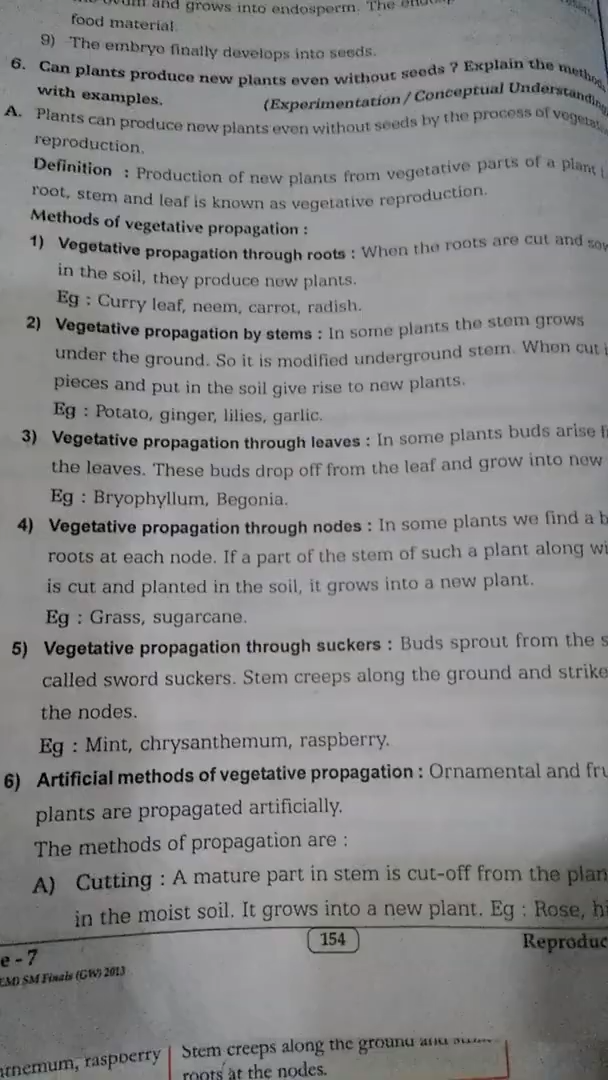 and grows into endosperm. The
food material
9) The embryo finally develops into seeds.
6. Can plants produce new plants even without seeds ? Explain the
with examples. (Experimentation / Conceptual Understanding
A. Plants can produce new plants even without seeds by the process of
reproduction.
Definition : Production of new plants from vegetative parts of a plant
root, stem and leaf is known as vegetative reproduction.
Methods of vegetative propagation :
1) Vegetative propagation through roots : When the roots are cut and
in the soil, they produce new plants.
Eg : Curry leaf, neem, carrot, radish.
2) Vegetative propagation by stems : In some plants the stem grows
under the ground. So it is modified underground stem. When cut
pieces and put in the soil give rise to new plants.
Eg : Potato, ginger, lilies, garlic.
3) Vegetative propagation through leaves : In some plants buds arise
the leaves. These buds drop off from the leaf and grow into new
Eg : Bryophyllum, Begonia.
4) Vegetative propagation through nodes : In some plants we find a
roots at each node. If a part of the stem of such a plant along
is cut and planted in the soil, it grows into a new plant.
Eg : Grass, sugarcane.
5) Vegetative propagation through suckers : Buds sprout from the
called sword suckers. Stem creeps along the ground and strike
the nodes.
Eg : Mint, chrysanthemum, raspberry.
6) Artificial methods of vegetative propagation : Ornamental and
plants are propagated artificially.
The methods of propagation are :
A) Cutting : A mature part in stem is cut-off from the
in the moist soil. It grows into a new plant. Eg : Rose,
154
e - 7
SM Finals (GW) 2013
raspberry
Stem creeps along the ground and
roots at the nodes.